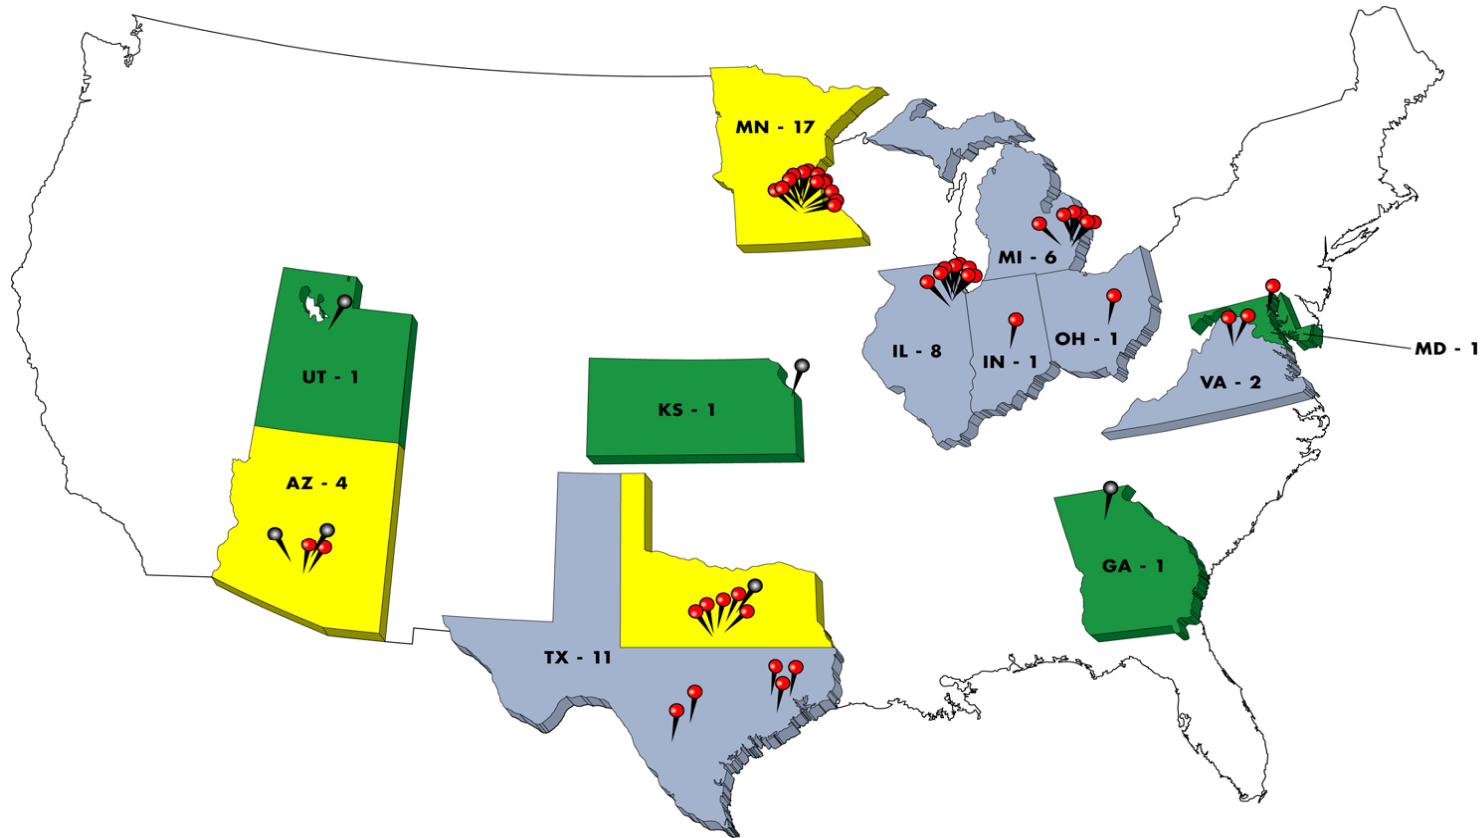 MN - 17
MI - 6
IL - 8
IN - 1
OH - 1
MD - 1
VA - 2
UT - 1
KS - 1
AZ - 4
GA - 1
TX - 11